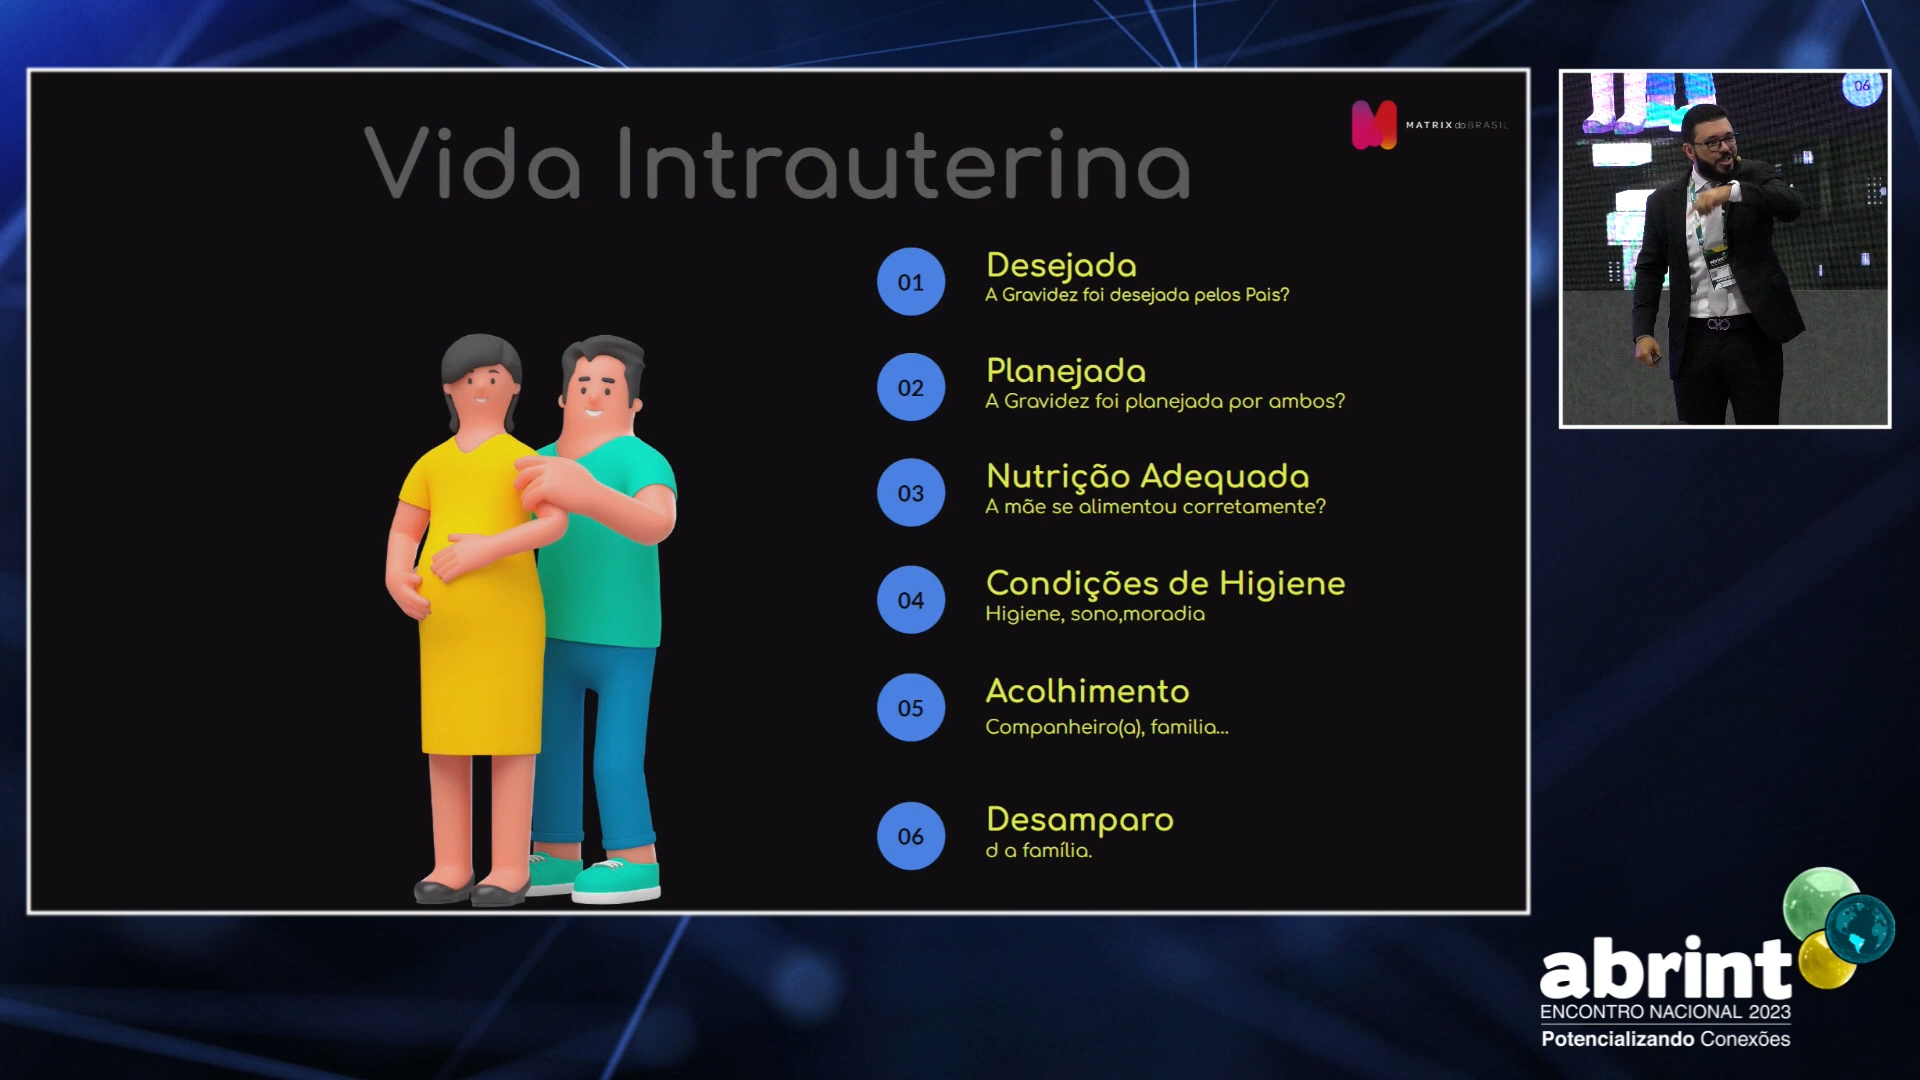 Vida Intrauterina
MATRIX do BRASIL
01
Desejada
A Gravidez foi desejada pelos Pais?
02
Planejada
A Gravidez foi planejada por ambos?
03
Nutrição Adequada
A mãe se alimentou corretamente?
04
Condições de Higiene
Higiene, sono,moradia
05
Acolhimento
Companheiro(a), familia...
06
Desamparo
d a família.
06
abrint
abrint
ENCONTRO NACIONAL 2023
Potencializando Conexões